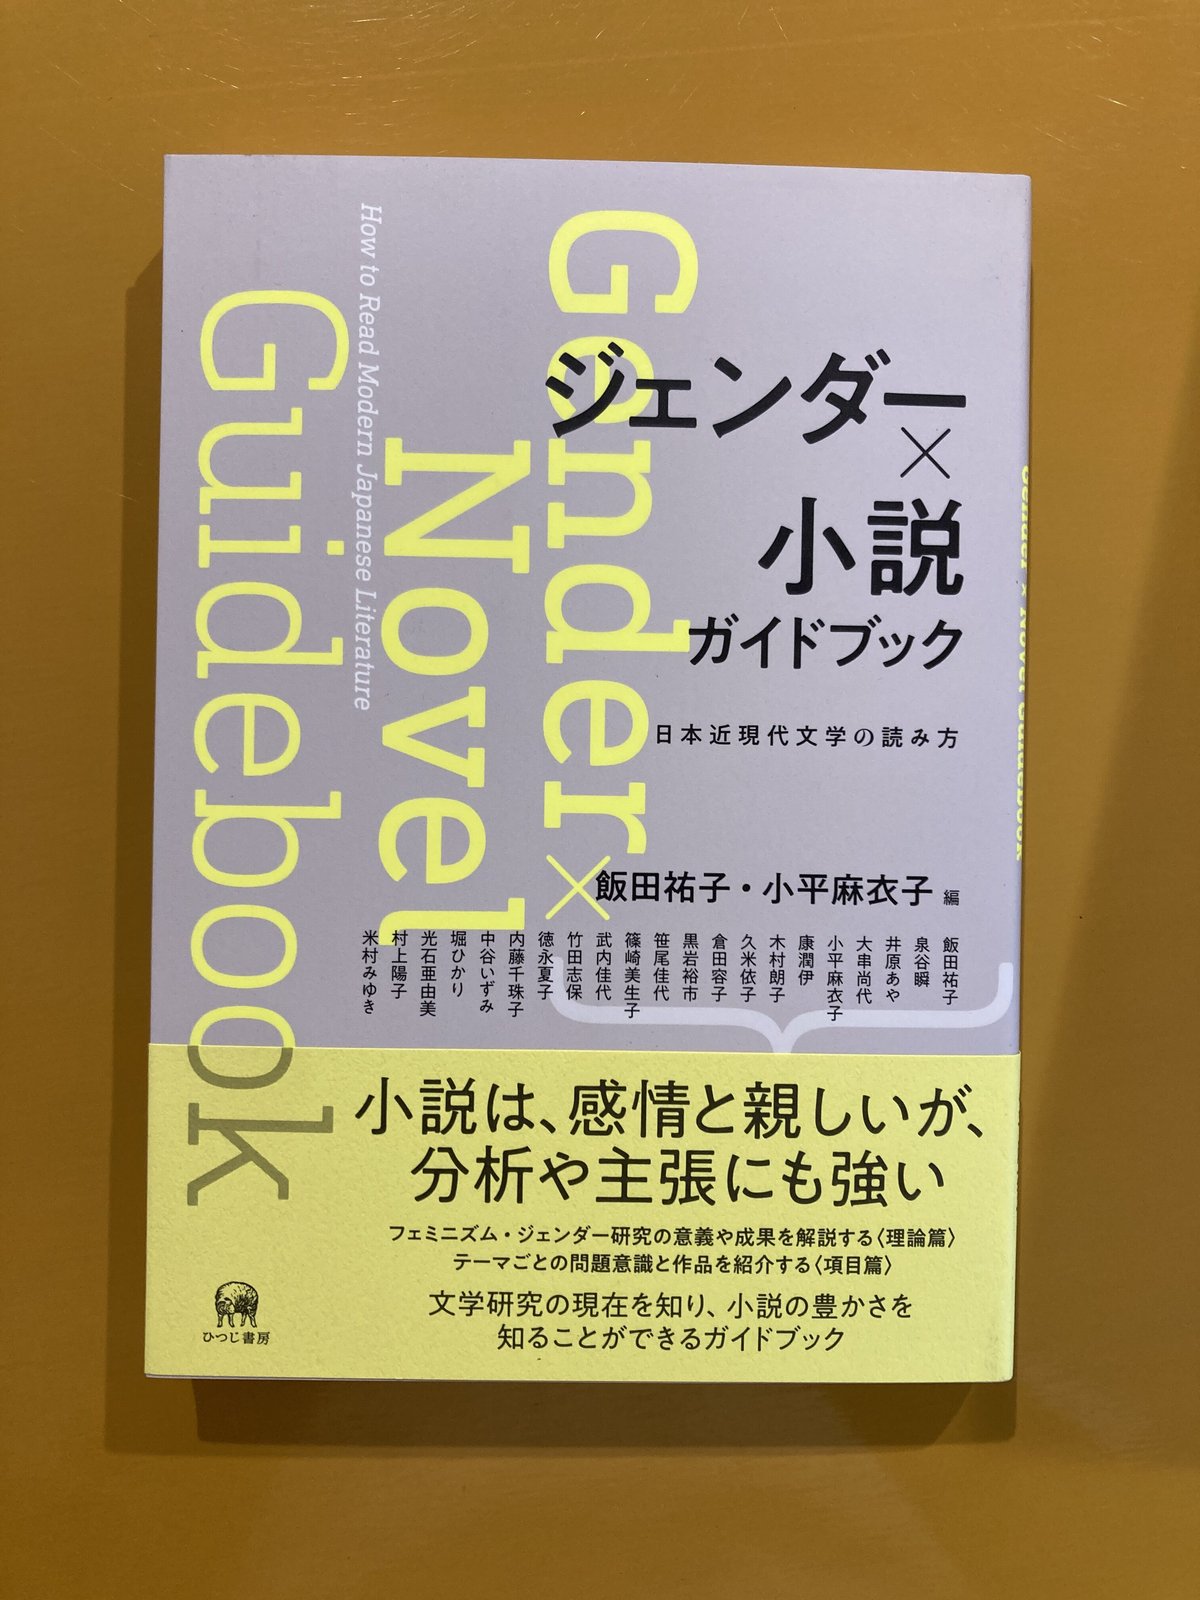 ジェンダー
×
小説
ガイドブック
日本近現代文学の読み方
Gender×
Novel
How to Read Modern Japanese Literature
Guidebook
飯田祐子・小平麻衣子 編
飯田祐子
泉谷瞬
井原あや
大串尚代
小平麻衣子
康潤伊
木村朗子
久米依子
倉田容子
黒岩裕市
笹尾佳代
篠崎美生子
武内佳代
竹田志保
徳永夏子
内藤千珠子
中谷いずみ
堀ひかり
光石亜由美
村上陽子
米村みゆき
小説は、感情と親しいが、
分析や主張にも強い
フェミニズム・ジェンダー研究の意義や成果を解説する〈理論篇〉
テーマごとの問題意識と作品を紹介する〈項目篇〉
文学研究の現在を知り、小説の豊かさを
知ることができるガイドブック
ひつじ書房
Gender × Novel Guidebook